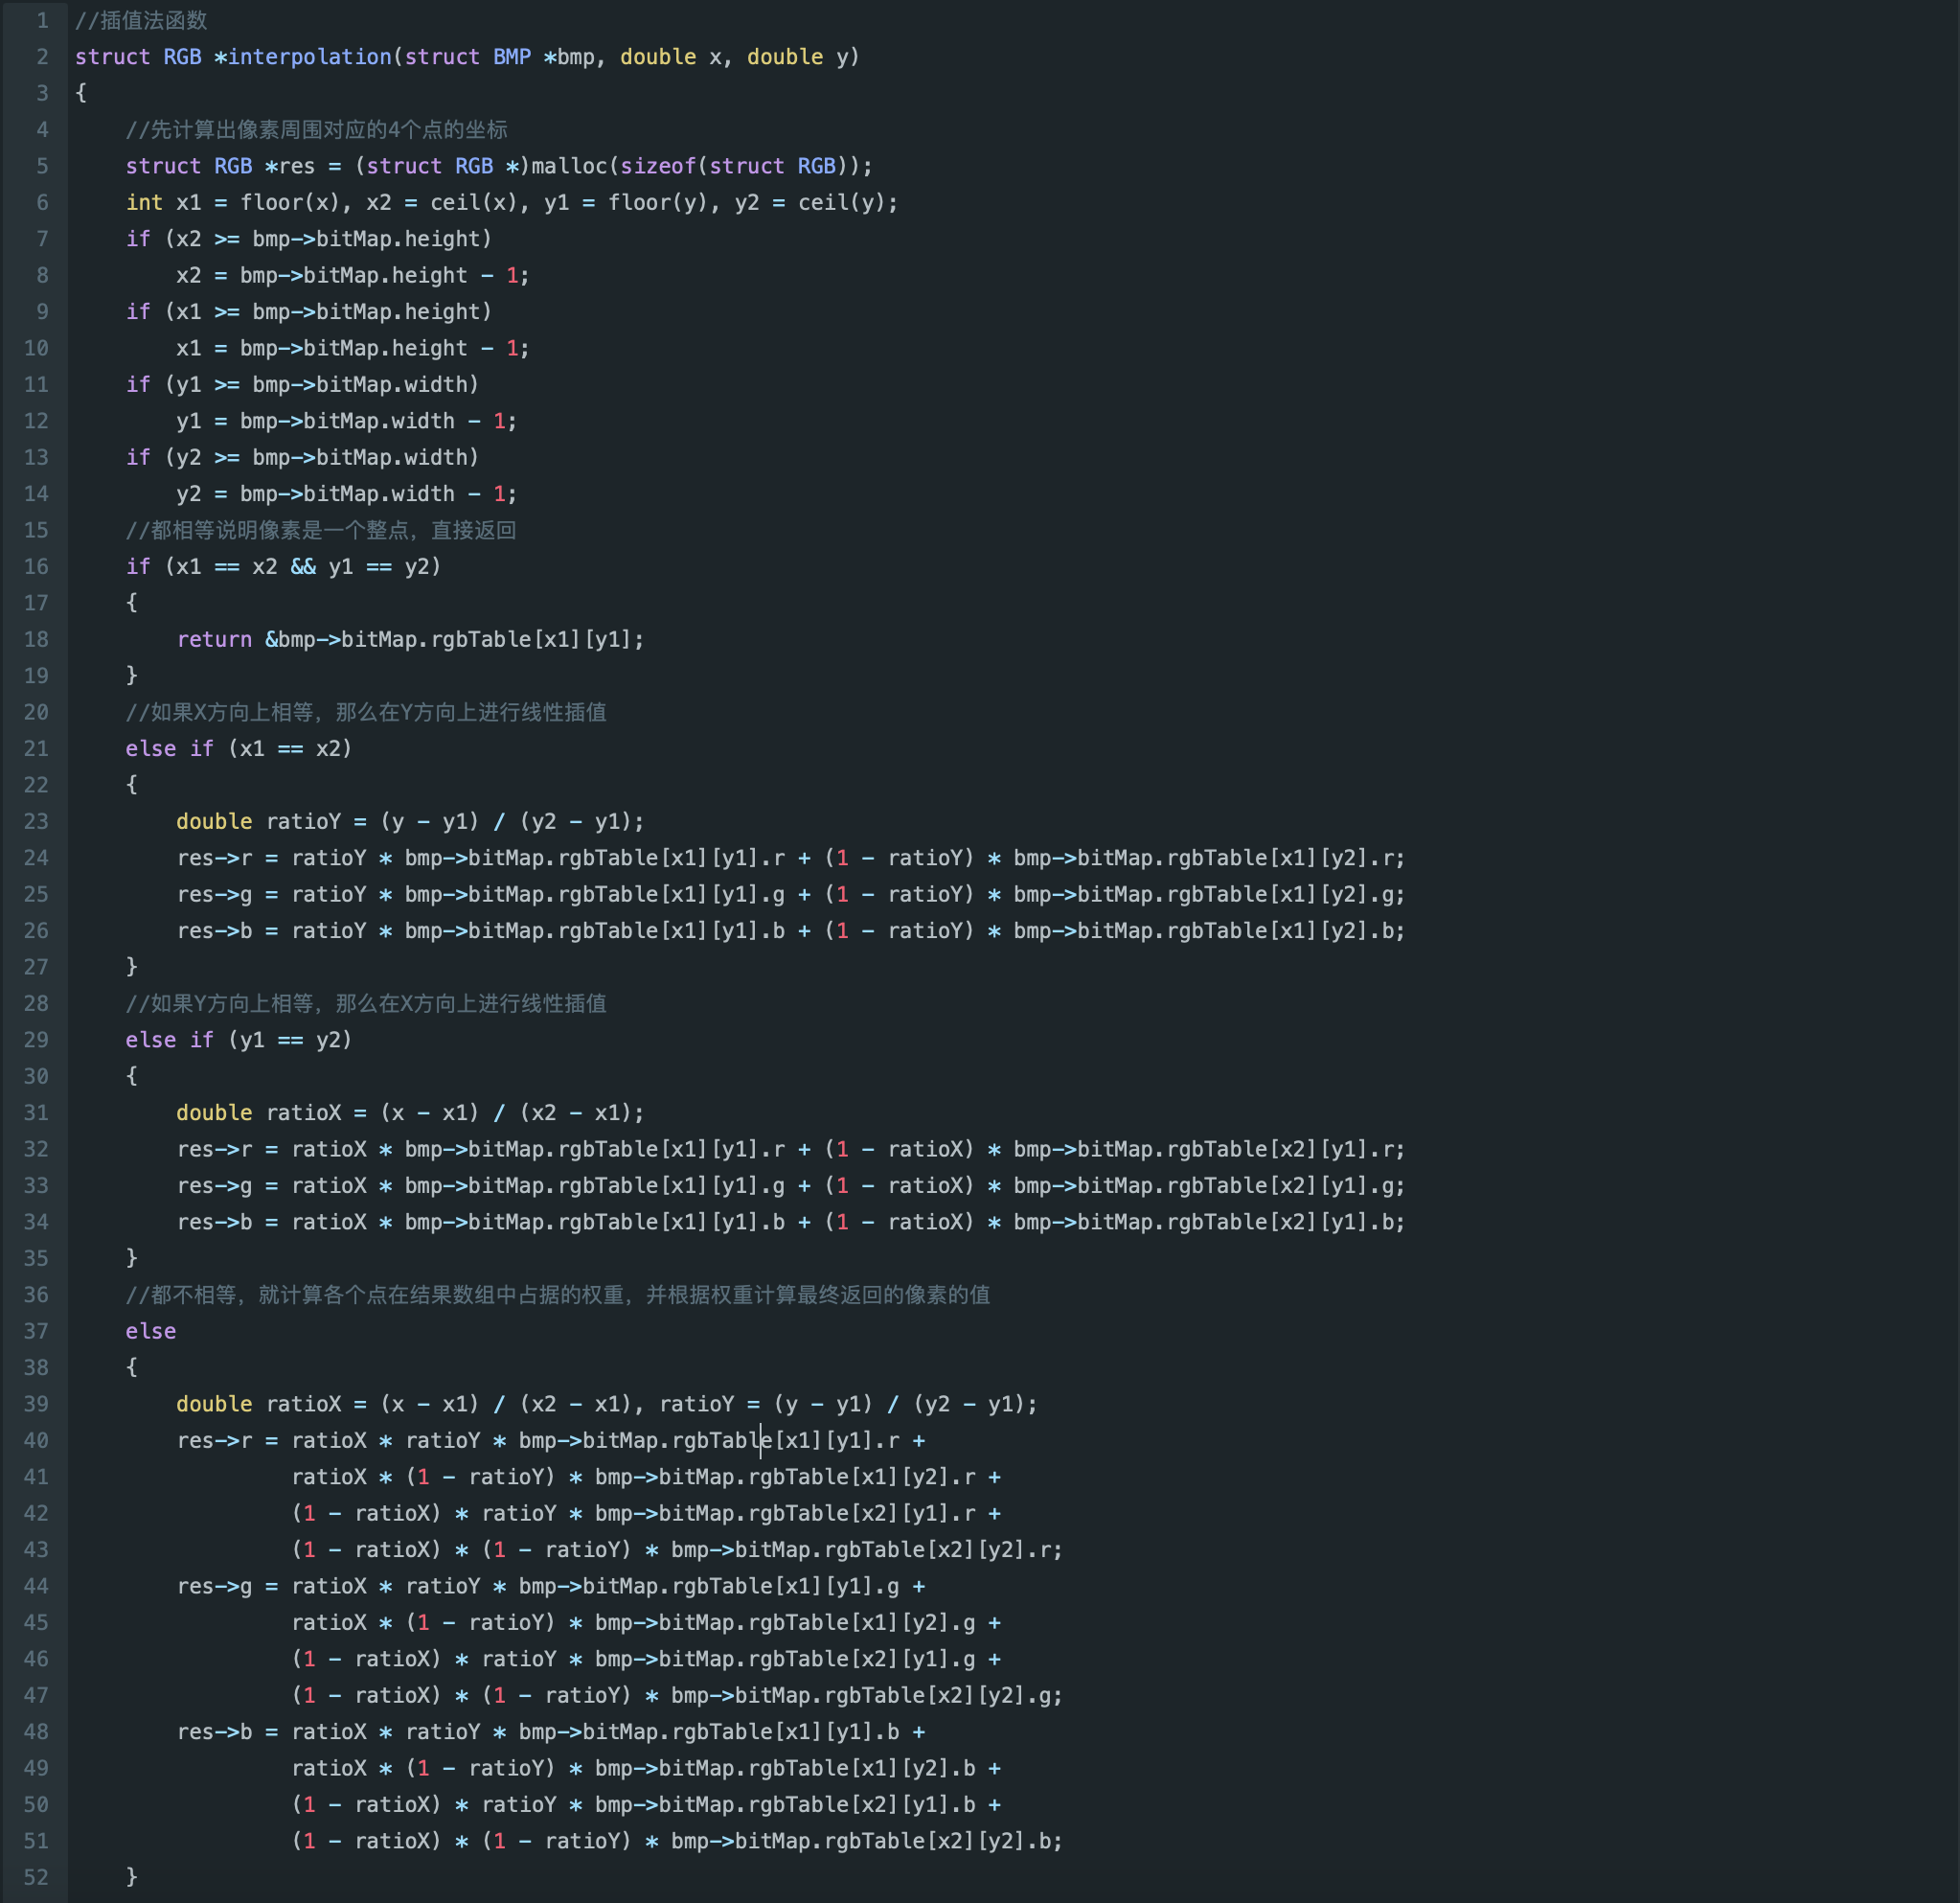 1 //插值法函数
2 struct RGB *interpolation(struct BMP *bmp, double x, double y)
3 {
4     //先计算出像素周围对应的4个点的坐标
5     struct RGB *res = (struct RGB *)malloc(sizeof(struct RGB));
6     int x1 = floor(x), x2 = ceil(x), y1 = floor(y), y2 = ceil(y);
7     if (x2 >= bmp->bitMap.height)
8         x2 = bmp->bitMap.height - 1;
9     if (x1 >= bmp->bitMap.height)
10         x1 = bmp->bitMap.height - 1;
11     if (y1 >= bmp->bitMap.width)
12         y1 = bmp->bitMap.width - 1;
13     if (y2 >= bmp->bitMap.width)
14         y2 = bmp->bitMap.width - 1;
15     //都相等说明像素是一个整点，直接返回
16     if (x1 == x2 && y1 == y2)
17     {
18         return &bmp->bitMap.rgbTable[x1][y1];
19     }
20     //如果X方向上相等，那么在Y方向上进行线性插值
21     else if (x1 == x2)
22     {
23         double ratioY = (y - y1) / (y2 - y1);
24         res->r = ratioY * bmp->bitMap.rgbTable[x1][y1].r + (1 - ratioY) * bmp->bitMap.rgbTable[x1][y2].r;
25         res->g = ratioY * bmp->bitMap.rgbTable[x1][y1].g + (1 - ratioY) * bmp->bitMap.rgbTable[x1][y2].g;
26         res->b = ratioY * bmp->bitMap.rgbTable[x1][y1].b + (1 - ratioY) * bmp->bitMap.rgbTable[x1][y2].b;
27     }
28     //如果Y方向上相等，那么在X方向上进行线性插值
29     else if (y1 == y2)
30     {
31         double ratioX = (x - x1) / (x2 - x1);
32         res->r = ratioX * bmp->bitMap.rgbTable[x1][y1].r + (1 - ratioX) * bmp->bitMap.rgbTable[x2][y1].r;
33         res->g = ratioX * bmp->bitMap.rgbTable[x1][y1].g + (1 - ratioX) * bmp->bitMap.rgbTable[x2][y1].g;
34         res->b = ratioX * bmp->bitMap.rgbTable[x1][y1].b + (1 - ratioX) * bmp->bitMap.rgbTable[x2][y1].b;
35     }
36     //都不相等，就计算各个点在结果数组中占据的权重，并根据权重计算最终返回的像素的值
37     else
38     {
39         double ratioX = (x - x1) / (x2 - x1), ratioY = (y - y1) / (y2 - y1);
40         res->r = ratioX * ratioY * bmp->bitMap.rgbTable[x1][y1].r +
41                  ratioX * (1 - ratioY) * bmp->bitMap.rgbTable[x1][y2].r +
42                  (1 - ratioX) * ratioY * bmp->bitMap.rgbTable[x2][y1].r +
43                  (1 - ratioX) * (1 - ratioY) * bmp->bitMap.rgbTable[x2][y2].r;
44         res->g = ratioX * ratioY * bmp->bitMap.rgbTable[x1][y1].g +
45                  ratioX * (1 - ratioY) * bmp->bitMap.rgbTable[x1][y2].g +
46                  (1 - ratioX) * ratioY * bmp->bitMap.rgbTable[x2][y1].g +
47                  (1 - ratioX) * (1 - ratioY) * bmp->bitMap.rgbTable[x2][y2].g;
48         res->b = ratioX * ratioY * bmp->bitMap.rgbTable[x1][y1].b +
49                  ratioX * (1 - ratioY) * bmp->bitMap.rgbTable[x1][y2].b +
50                  (1 - ratioX) * ratioY * bmp->bitMap.rgbTable[x2][y1].b +
51                  (1 - ratioX) * (1 - ratioY) * bmp->bitMap.rgbTable[x2][y2].b;
52     }